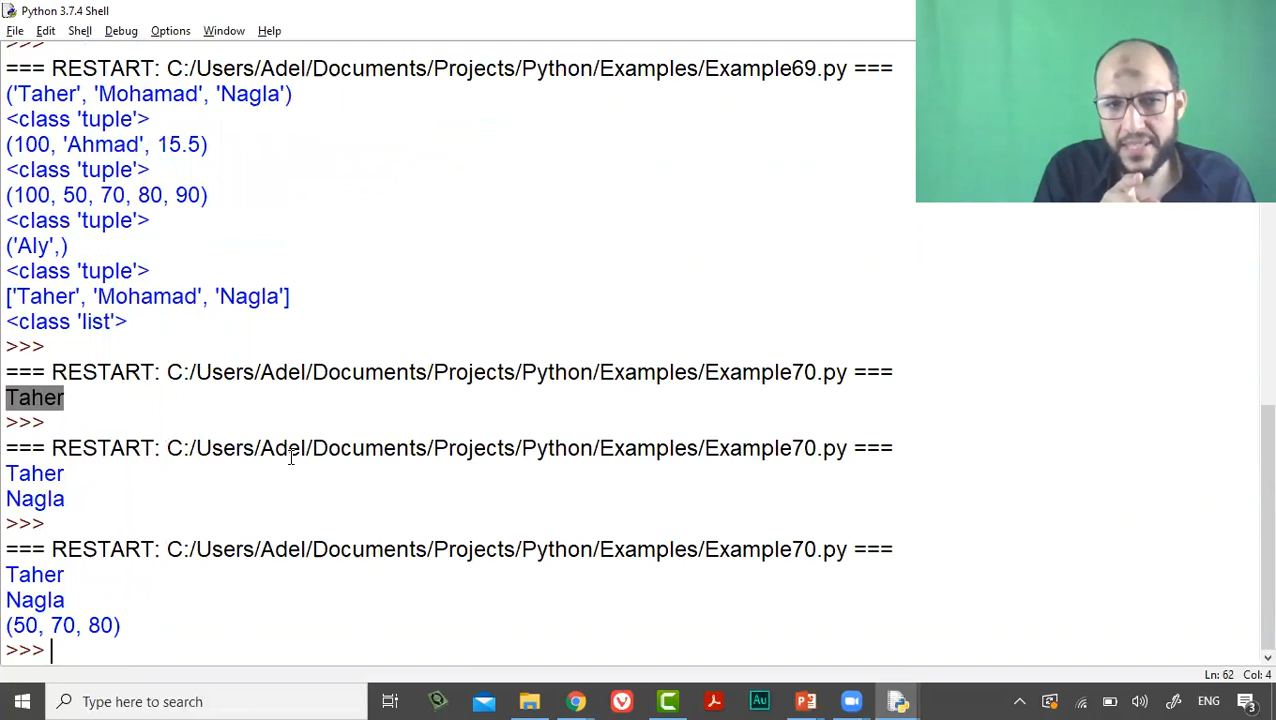 Python 3.7.4 Shell
File Edit Shell Debug Options Window Help
>>>
=== RESTART: C:/Users/Adel/Documents/Projects/Python/Examples/Example69.py ===
('Taher', 'Mohamad', 'Nagla')
<class 'tuple'>
(100, 'Ahmad', 15.5)
<class 'tuple'>
(100, 50, 70, 80, 90)
<class 'tuple'>
('Aly',)
<class 'tuple'>
['Taher', 'Mohamad', 'Nagla']
<class 'list'>
>>>
=== RESTART: C:/Users/Adel/Documents/Projects/Python/Examples/Example70.py ===
Taher
>>>
=== RESTART: C:/Users/Adel/Documents/Projects/Python/Examples/Example70.py ===
Taher
Nagla
>>>
=== RESTART: C:/Users/Adel/Documents/Projects/Python/Examples/Example70.py ===
Taher
Nagla
(50, 70, 80)
>>>
Ln: 62 Col: 4
Type here to search
Au
ENG
3